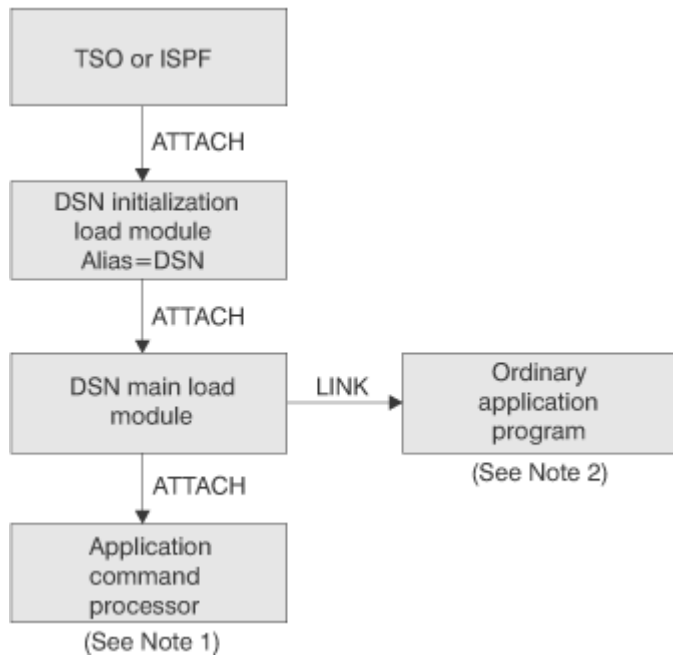 TSO or ISPF
ATTACH
DSN initialization
load module
Alias=DSN
ATTACH
DSN main load
module
LINK
Ordinary
application
program
(See Note 2)
ATTACH
Application
command
processor
(See Note 1)